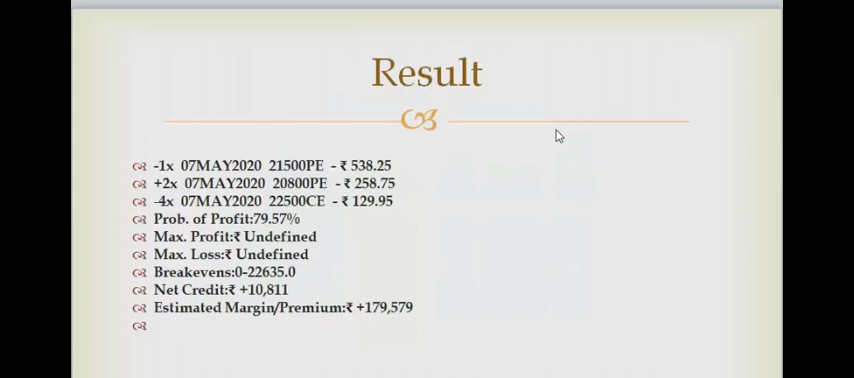 Result
-1x 07MAY2020 21500PE - ₹ 538.25
+2x 07MAY2020 20800PE - ₹ 258.75
-4x 07MAY2020 22500CE - ₹ 129.95
Prob. of Profit:79.57%
Max. Profit:₹ Undefined
Max. Loss:₹ Undefined
Breakevens:0-22635.0
Net Credit:₹ +10,811
Estimated Margin/Premium:₹ +179,579